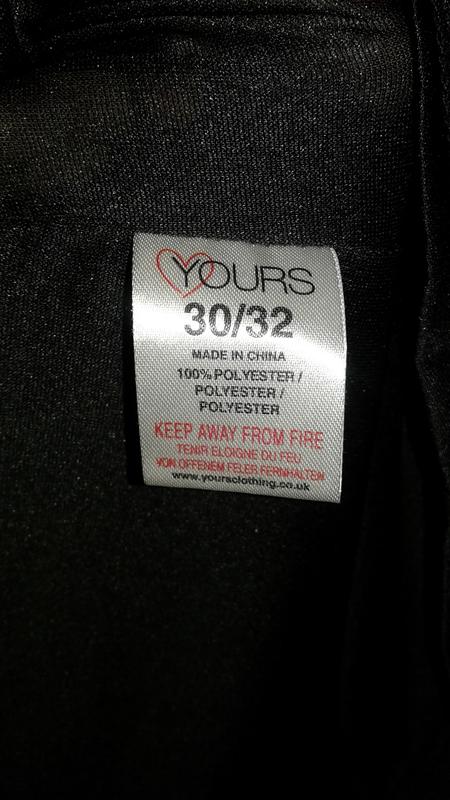 YOURS
30/32
MADE IN CHINA
100% POLYESTER /
POLYESTER /
POLYESTER
KEEP AWAY FROM FIRE
TENIR ELOIGNE DU FEU
VON OFFENEM FELER FERNHALTEN
www.yoursclothing.co.uk